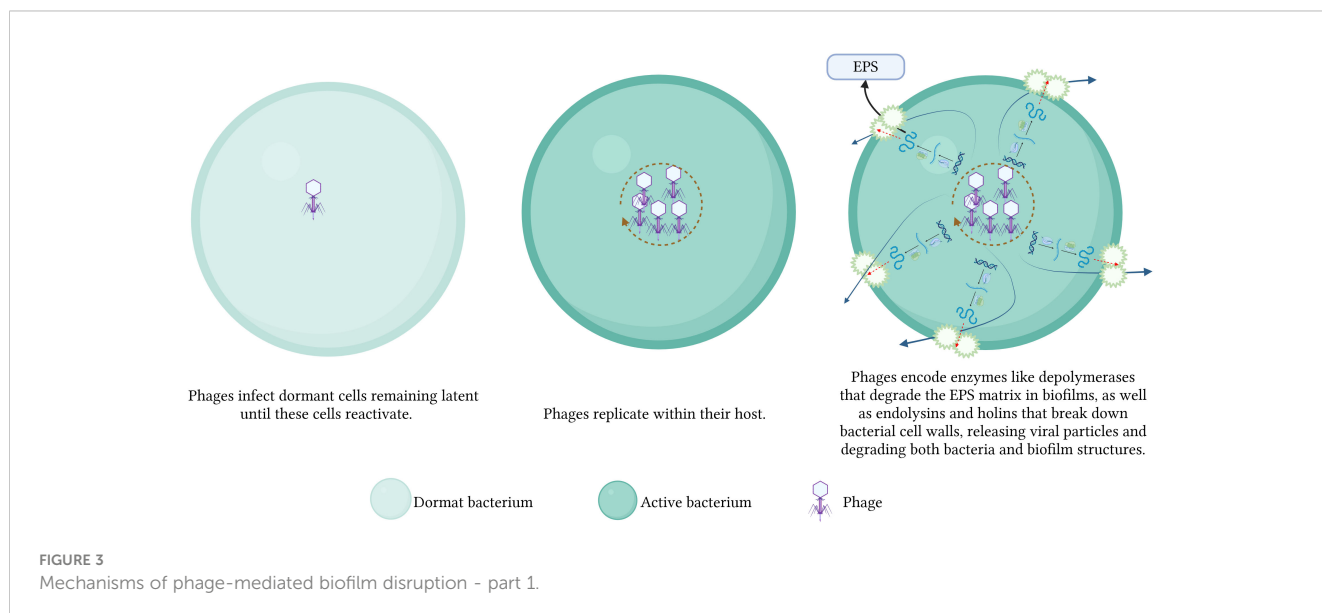 EPS
Phages infect dormant cells remaining latent
until these cells reactivate.
Phages replicate within their host.
Phages encode enzymes like depolymerases
that degrade the EPS matrix in biofilms, as well
as endolysins and holins that break down
bacterial cell walls, releasing viral particles and
degrading both bacteria and biofilm structures.
Dormat bacterium
Active bacterium
Phage
FIGURE 3
Mechanisms of phage-mediated biofilm disruption - part 1.